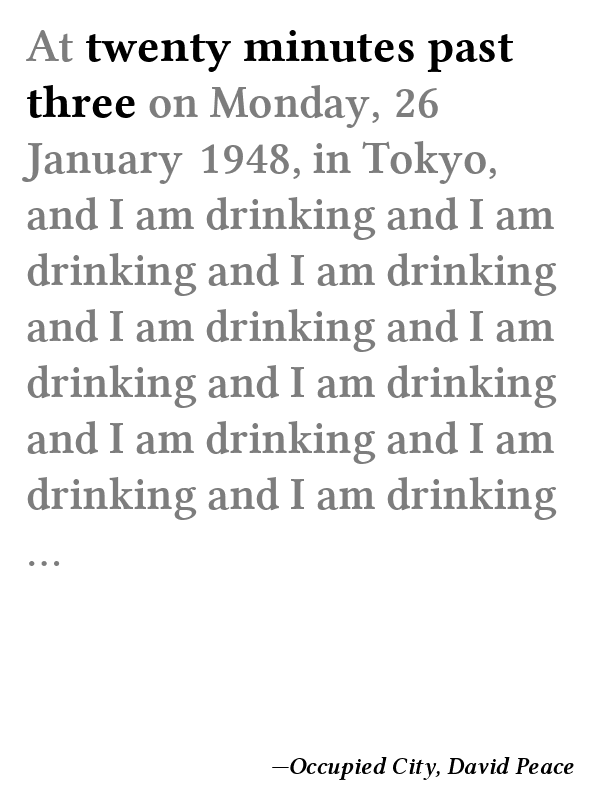 At twenty minutes past
three on Monday, 26
January 1948, in Tokyo,
and I am drinking and I am
drinking and I am drinking
and I am drinking and I am
drinking and I am drinking
and I am drinking and I am
drinking and I am drinking
...
—Occupied City, David Peace